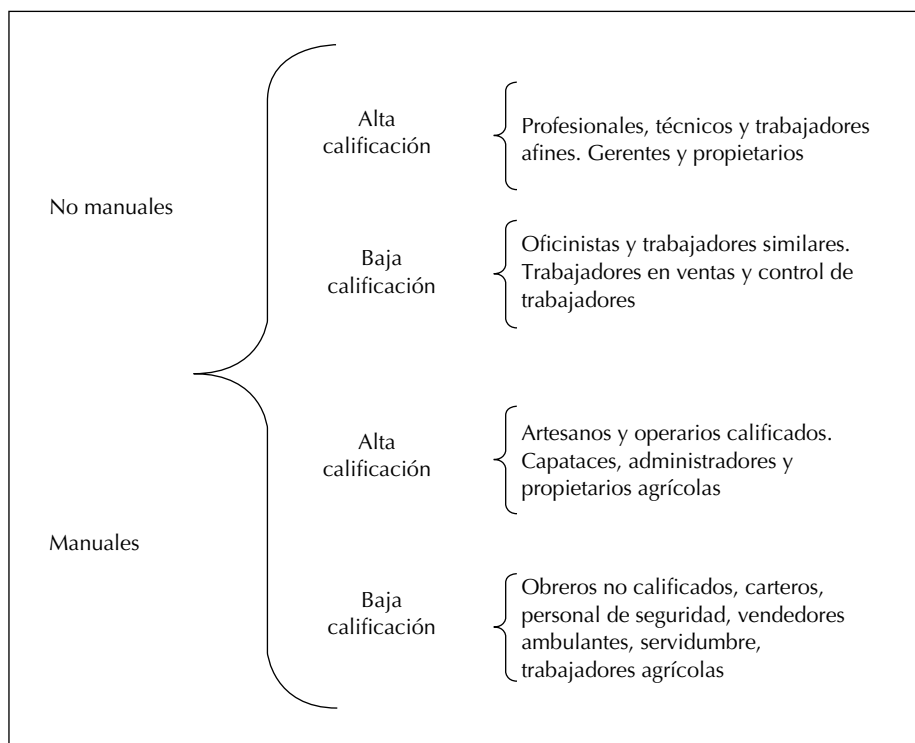 No manuales
Alta
calificación
Profesionales, técnicos y trabajadores
afines. Gerentes y propietarios
Baja
calificación
Oficinistas y trabajadores similares.
Trabajadores en ventas y control de
trabajadores
Manuales
Alta
calificación
Artesanos y operarios calificados.
Capataces, administradores y
propietarios agrícolas
Baja
calificación
Obreros no calificados, carteros,
personal de seguridad, vendedores
ambulantes, servidumbre,
trabajadores agrícolas